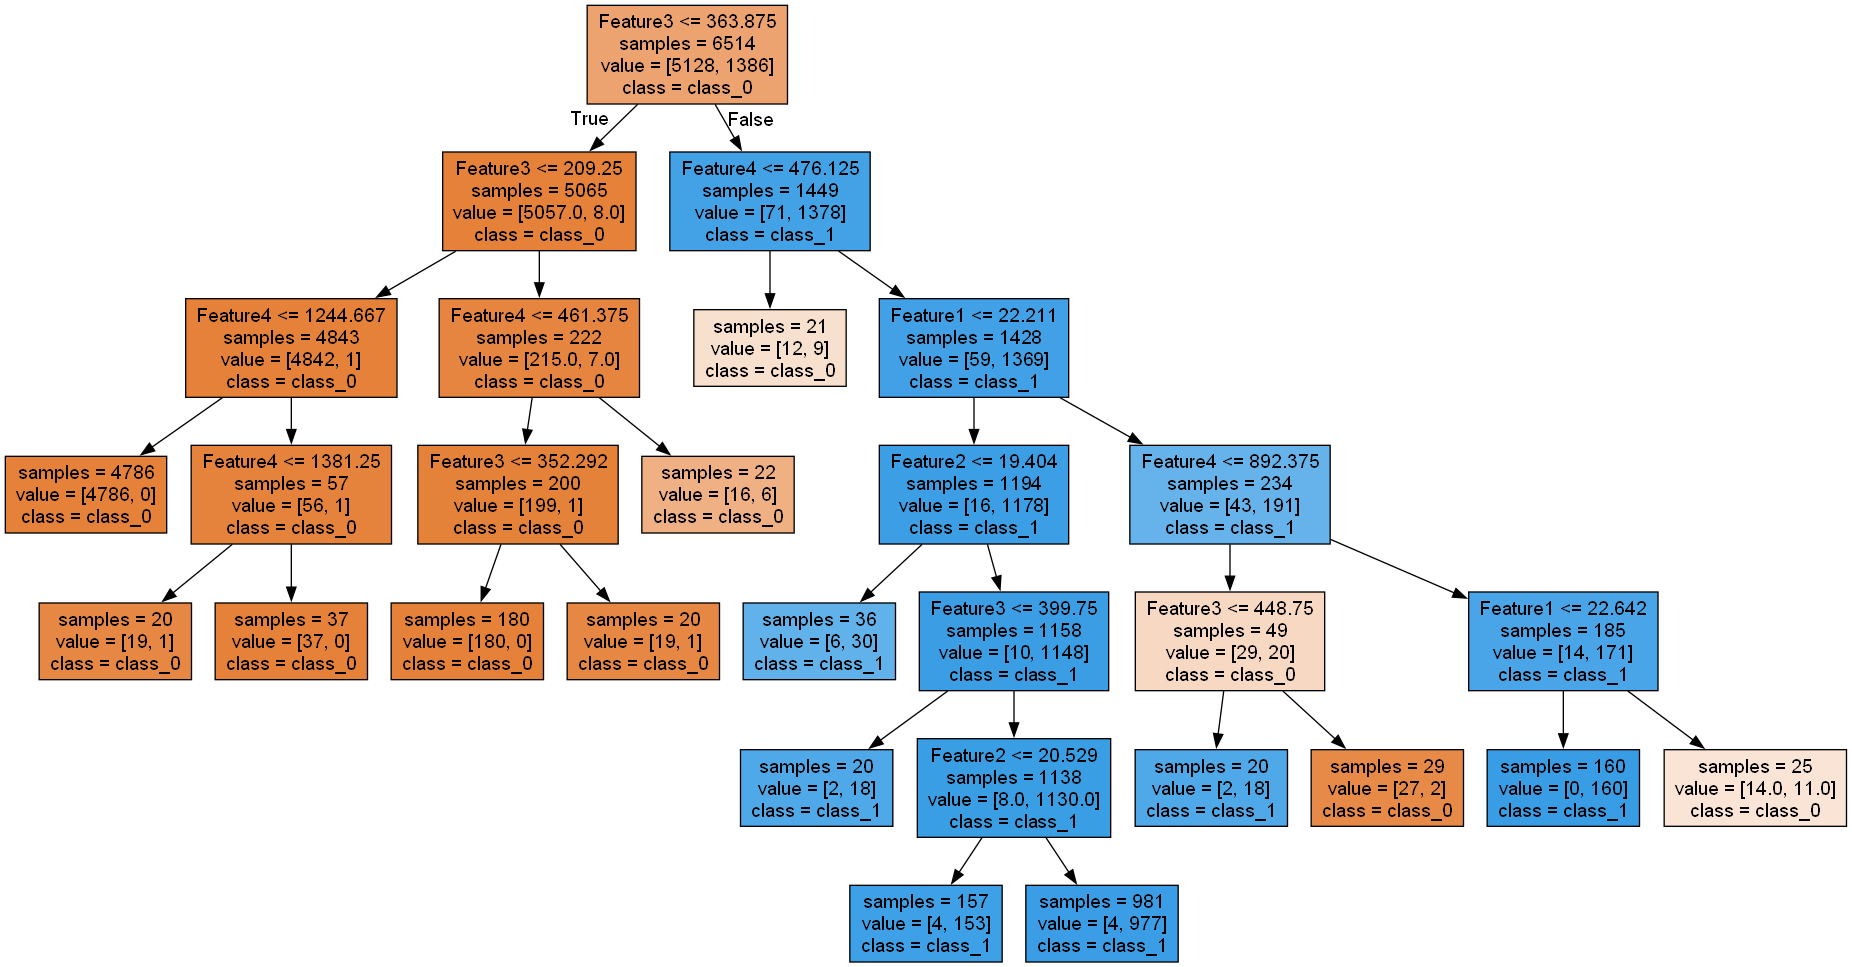 Feature3 <= 363.875
samples = 6514
value = [5128, 1386]
class = class_0
True
False
Feature3 <= 209.25
samples = 5065
value = [5057.0, 8.0]
class = class_0
Feature4 <= 476.125
samples = 1449
value = [71, 1378]
class = class_1
Feature4 <= 1244.667
samples = 4843
value = [4842, 1]
class = class_0
Feature4 <= 461.375
samples = 222
value = [215.0, 7.0]
class = class_0
samples = 21
value = [12, 9]
class = class_0
Feature1 <= 22.211
samples = 1428
value = [59, 1369]
class = class_1
samples = 4786
value = [4786, 0]
class = class_0
Feature4 <= 1381.25
samples = 57
value = [56, 1]
class = class_0
Feature3 <= 352.292
samples = 200
value = [199, 1]
class = class_0
samples = 22
value = [16, 6]
class = class_0
Feature2 <= 19.404
samples = 1194
value = [16, 1178]
class = class_1
Feature4 <= 892.375
samples = 234
value = [43, 191]
class = class_1
samples = 20
value = [19, 1]
class = class_0
samples = 37
value = [37, 0]
class = class_0
samples = 180
value = [180, 0]
class = class_0
samples = 20
value = [19, 1]
class = class_0
samples = 36
value = [6, 30]
class = class_1
Feature3 <= 399.75
samples = 1158
value = [10, 1148]
class = class_1
Feature3 <= 448.75
samples = 49
value = [29, 20]
class = class_0
Feature1 <= 22.642
samples = 185
value = [14, 171]
class = class_1
samples = 20
value = [2, 18]
class = class_1
Feature2 <= 20.529
samples = 1138
value = [8.0, 1130.0]
class = class_1
samples = 20
value = [2, 18]
class = class_1
samples = 29
value = [27, 2]
class = class_0
samples = 160
value = [0, 160]
class = class_1
samples = 25
value = [14.0, 11.0]
class = class_0
samples = 157
value = [4, 153]
class = class_1
samples = 981
value = [4, 977]
class = class_1